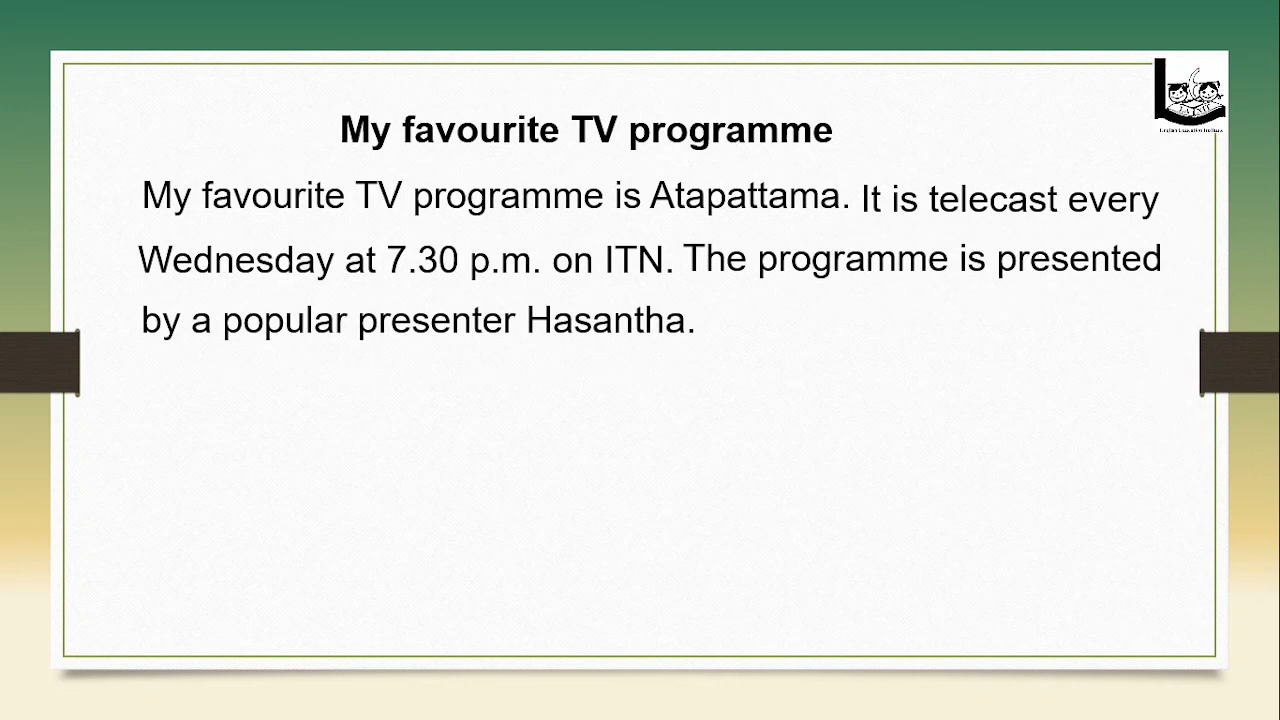 My favourite TV programme
My favourite TV programme is Atapattama. It is telecast every
Wednesday at 7.30 p.m. on ITN. The programme is presented
by a popular presenter Hasantha.